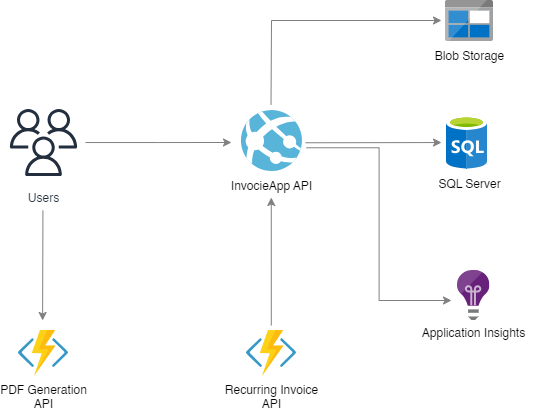 Blob Storage
SQL
SQL Server
InvocieApp API
Users
Application Insights
PDF Generation
API
Recurring Invoice
API